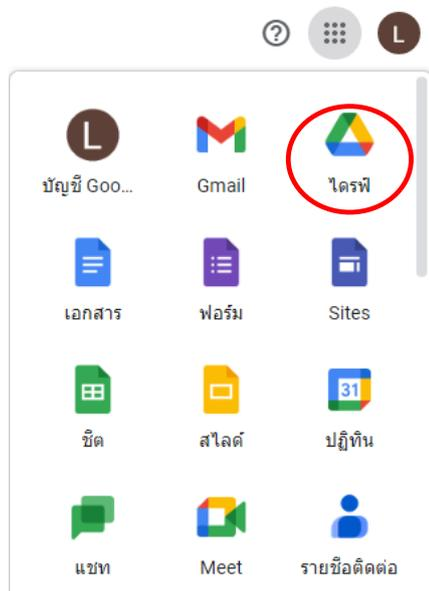 L
L
บัญชี Goo...
Gmail
ไดรฟ์
เอกสาร
ฟอร์ม
Sites
ชีต
สไลด์
31
ปฏิทิน
แชท
Meet
รายชื่อติดต่อ